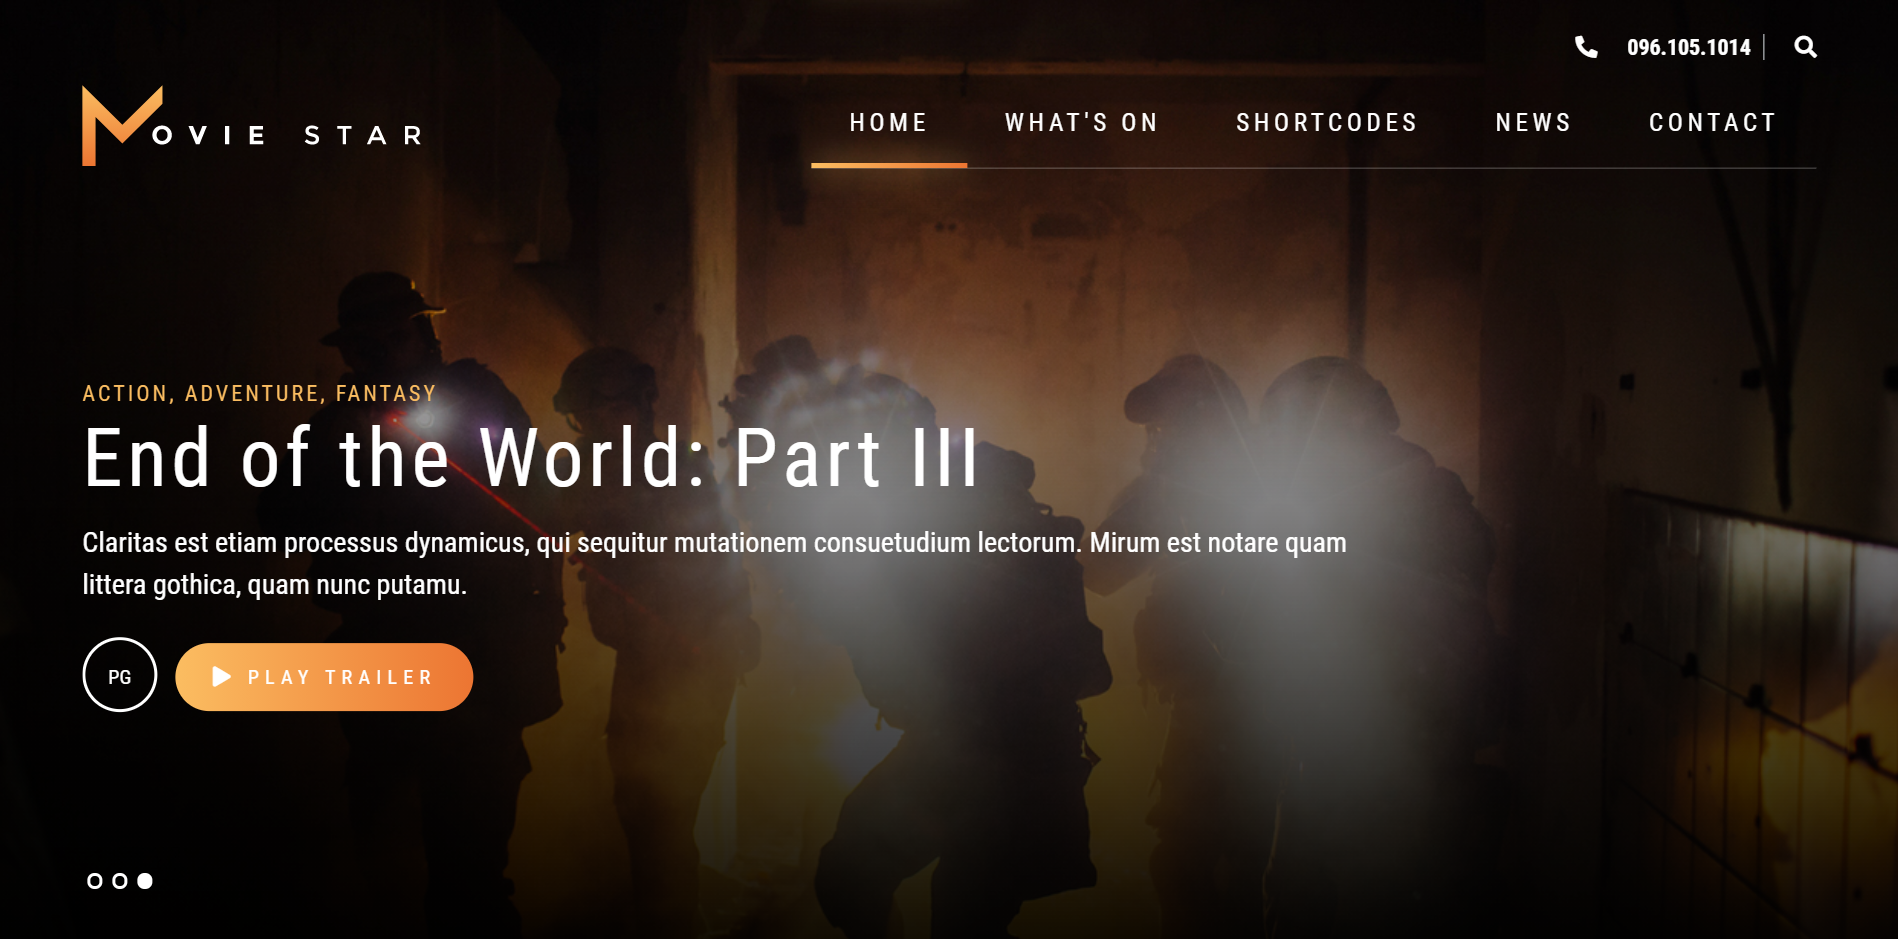 096.105.1014
MOVIE STAR
HOME WHAT'S ON SHORTCODES NEWS CONTACT
ACTION, ADVENTURE, FANTASY
End of the World: Part III
Claritas est etiam processus dynamicus, qui sequitur mutationem consuetudium lectorum. Mirum est notare quam
littera gothica, quam nunc putamu.
PG PLAY TRAILER